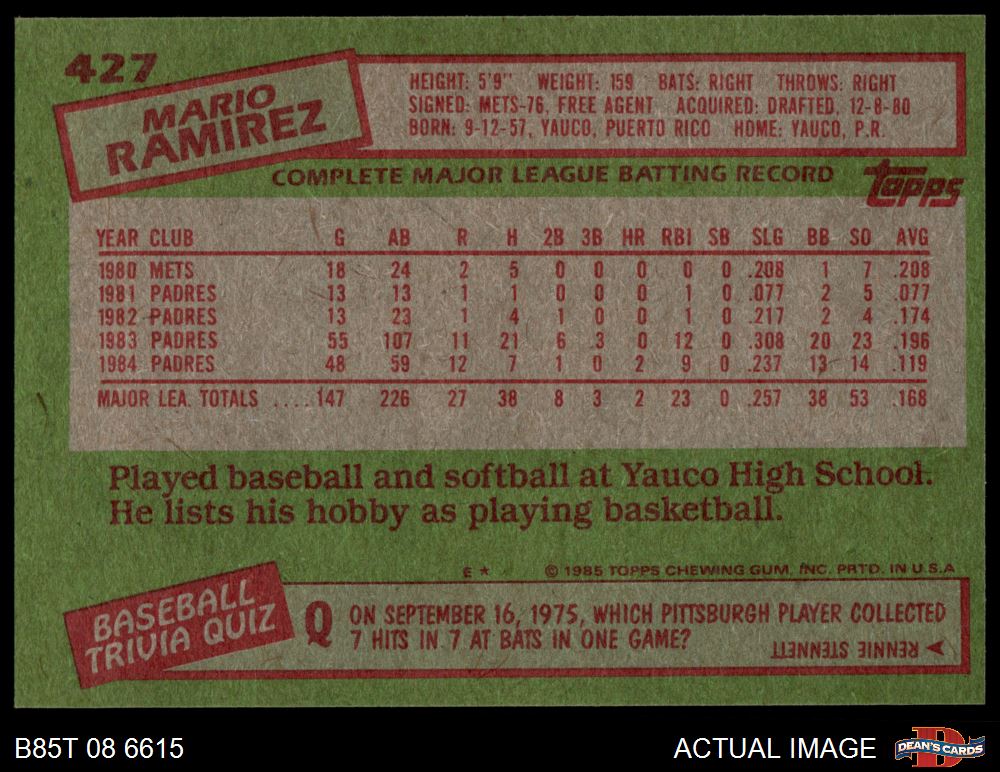 427
MARIO
RAMIREZ
HEIGHT: 5'9" WEIGHT: 159 BATS: RIGHT THROWS: RIGHT
SIGNED: METS-76, FREE AGENT ACQUIRED: DRAFTED, 12-8-80
BORN: 9-12-57, YAUCO, PUERTO RICO HOME: YAUCO, P.R.
COMPLETE MAJOR LEAGUE BATTING RECORD
topps
YEAR CLUB G AB R H 2B 3B HR RBI SB SLG BB SO AVG
1980 METS 18 24 2 5 0 0 0 0 0 .208 1 7 .208
1981 PADRES 13 13 1 1 0 0 0 1 0 .077 2 5 .077
1982 PADRES 13 23 1 4 1 0 0 1 0 .217 2 4 .174
1983 PADRES 55 107 11 21 6 3 0 12 0 .308 20 23 .196
1984 PADRES 48 59 12 7 1 0 2 9 0 .237 13 14 .119
MAJOR LEA. TOTALS ....147 226 27 38 8 3 2 23 0 .257 38 53 .168
Played baseball and softball at Yauco High School.
He lists his hobby as playing basketball.
E ★ © 1985 TOPPS CHEWING GUM, INC. PRTD. IN U.S.A
BASEBALL
TRIVIA QUIZ
Q ON SEPTEMBER 16, 1975, WHICH PITTSBURGH PLAYER COLLECTED
7 HITS IN 7 AT BATS IN ONE GAME?
RENNIE STENNETT
B85T 08 6615
ACTUAL IMAGE
D
DEAN'S CARDS